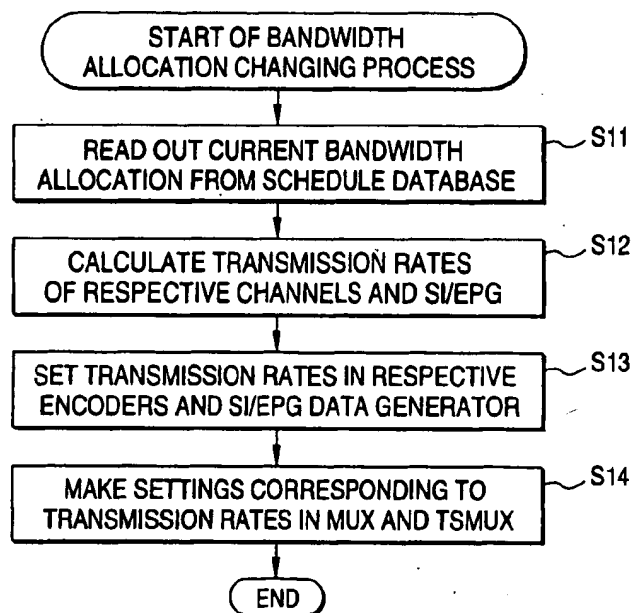 START OF BANDWIDTH
ALLOCATION CHANGING PROCESS
READ OUT CURRENT BANDWIDTH
ALLOCATION FROM SCHEDULE DATABASE
S11
CALCULATE TRANSMISSION RATES
OF RESPECTIVE CHANNELS AND SI/EPG
S12
SET TRANSMISSION RATES IN RESPECTIVE
ENCODERS AND SI/EPG DATA GENERATOR
S13
MAKE SETTINGS CORRESPONDING TO
TRANSMISSION RATES IN MUX AND TSMUX
S14
END